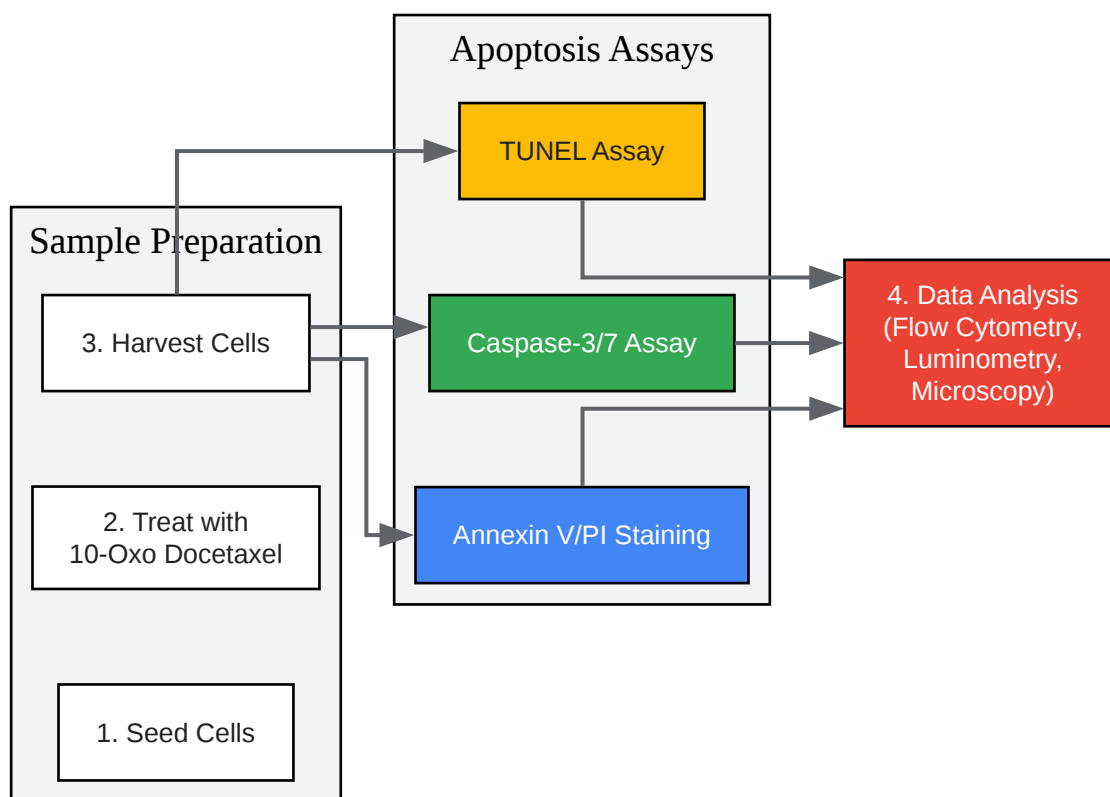 Apoptosis Assays
TUNEL Assay
Sample Preparation
3. Harvest Cells
Caspase-3/7 Assay
4. Data Analysis
(Flow Cytometry,
Luminometry,
Microscopy)
2. Treat with
10-Oxo Docetaxel
Annexin V/PI Staining
1. Seed Cells